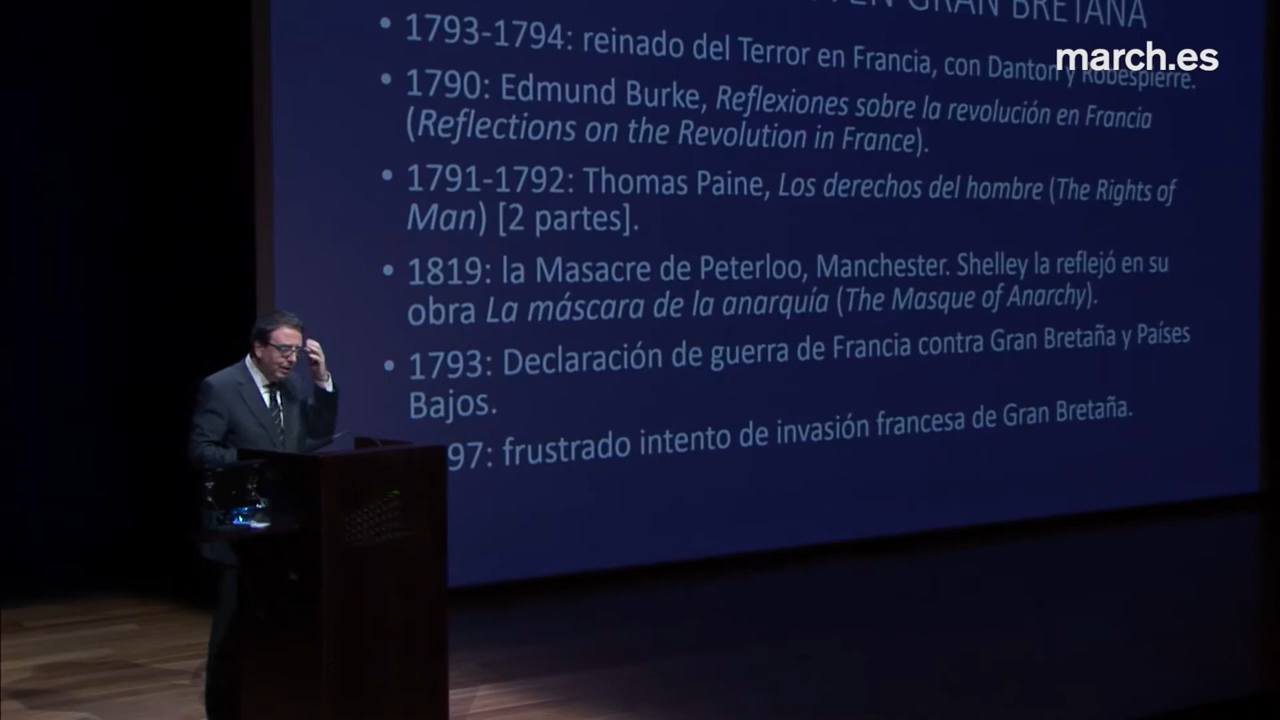 EN GRAN BRETAÑA
march.es
• 1793-1794: reinado del Terror en Francia, con Danton y Robespierre.
• 1790: Edmund Burke, Reflexiones sobre la revolución en Francia
(Reflections on the Revolution in France).
• 1791-1792: Thomas Paine, Los derechos del hombre (The Rights of
Man) [2 partes].
• 1819: la Masacre de Peterloo, Manchester. Shelley la reflejó en su
obra La máscara de la anarquía (The Masque of Anarchy).
• 1793: Declaración de guerra de Francia contra Gran Bretaña y Países
Bajos.
97: frustrado intento de invasión francesa de Gran Bretaña.